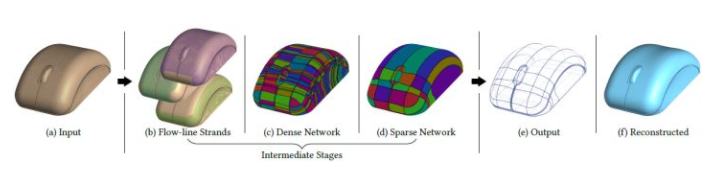 (a) Input
(b) Flow-line Strands
(c) Dense Network
(d) Sparse Network
(e) Output
(f) Reconstructed
Intermediate Stages